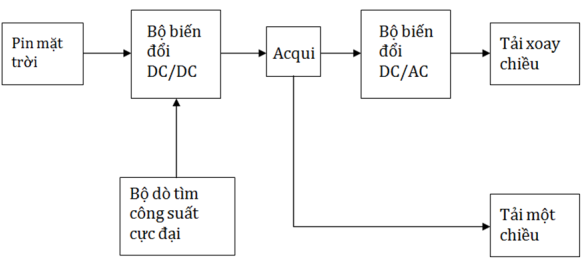 Pin mặt
trời
Bộ biến
đổi
DC/DC
Acqui
Bộ biến
đổi
DC/AC
Tải xoay
chiều
Bộ dò tìm
công suất
cực đại
Tải một
chiều